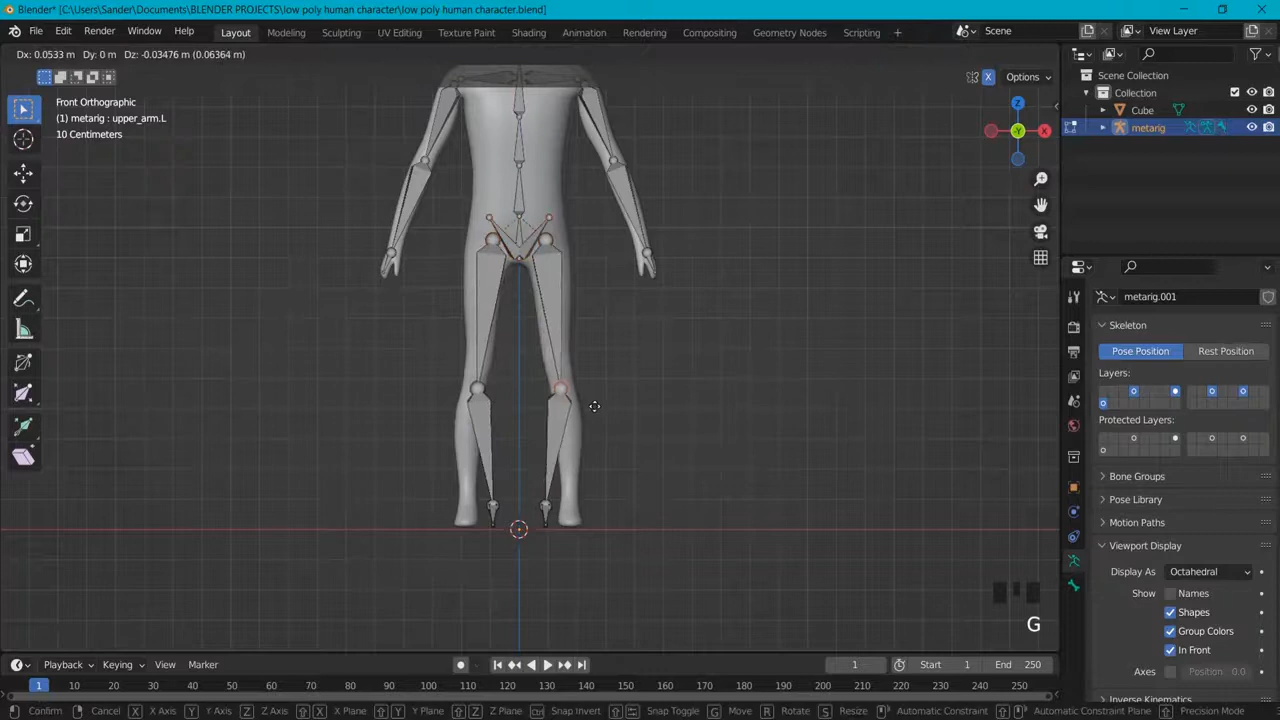 Blender* [C:\Users\Sander\Documents\BLENDER PROJECTS\low poly human character\low poly human character.blend]
File Edit Render Window Help Layout Modeling Sculpting UV Editing Texture Paint Shading Animation Rendering Compositing Geometry Nodes Scripting + Scene View Layer
Dx: 0.0533 m Dy: 0 m Dz: -0.03476 m (0.06364 m)
X Options
Scene Collection
Collection
Cube
metarig
Front Orthographic
(1) metarig : upper_arm.L
10 Centimeters
Z
-Y
X
metarig.001
Skeleton
Pose Position Rest Position
Layers:
Protected Layers:
Bone Groups
Pose Library
Motion Paths
Viewport Display
Display As Octahedral
Show Names
Shapes
Group Colors
In Front
Axes Position 0.0
Inverse Kinematics
G
Playback Keying View Marker 1 Start 1 End 250
1 10 20 30 40 50 60 70 80 90 100 110 120 130 140 150 160 170 180 190 200 210 220 230 240 250
Confirm Cancel X X Axis Y Y Axis Z Z Axis X X Plane Y Y Plane Z Z Plane Snap Invert Snap Toggle G Move R Rotate S Resize Automatic Constraint Automatic Constraint Plane Precision Mode